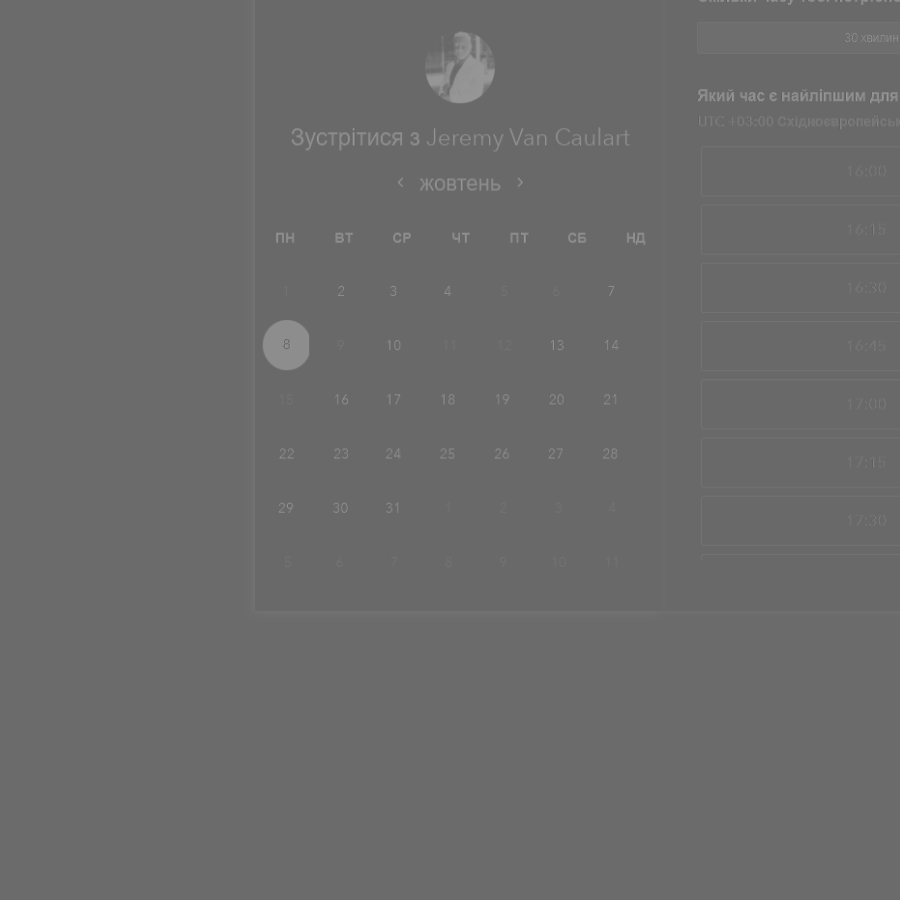 30 хвилин
Який час є найліпшим для
UTC +03:00 Східноєвропейськ
Зустрітися з Jeremy Van Caulart
жовтень
ПН ВТ СР ЧТ ПТ СБ НД
1 2 3 4 5 6 7
8 9 10 11 12 13 14
15 16 17 18 19 20 21
22 23 24 25 26 27 28
29 30 31 1 2 3 4
5 6 7 8 9 10 11
16:00
16:15
16:30
16:45
17:00
17:15
17:30